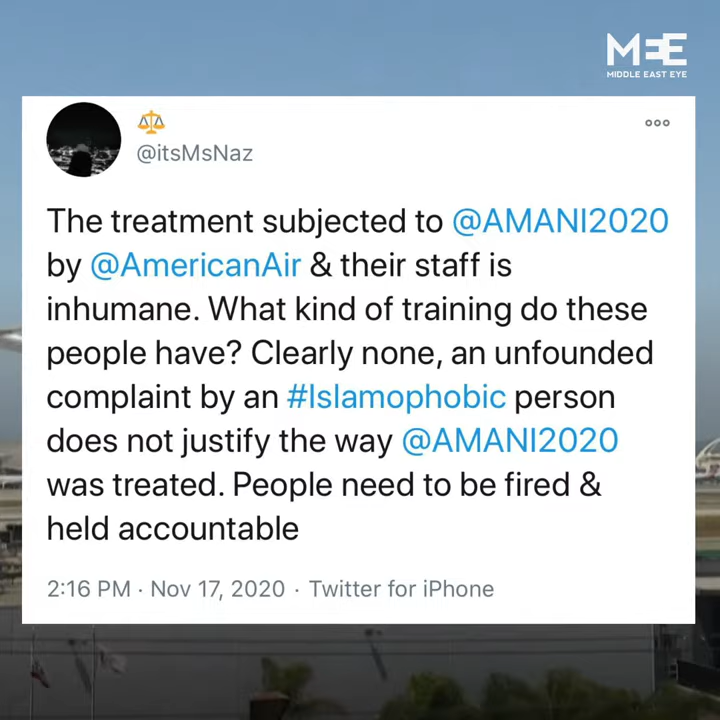 MEE
MIDDLE EAST EYE
@itsMsNaz
The treatment subjected to @AMANI2020
by @AmericanAir & their staff is
inhumane. What kind of training do these
people have? Clearly none, an unfounded
complaint by an #Islamophobic person
does not justify the way @AMANI2020
was treated. People need to be fired &
held accountable
2:16 PM · Nov 17, 2020 · Twitter for iPhone